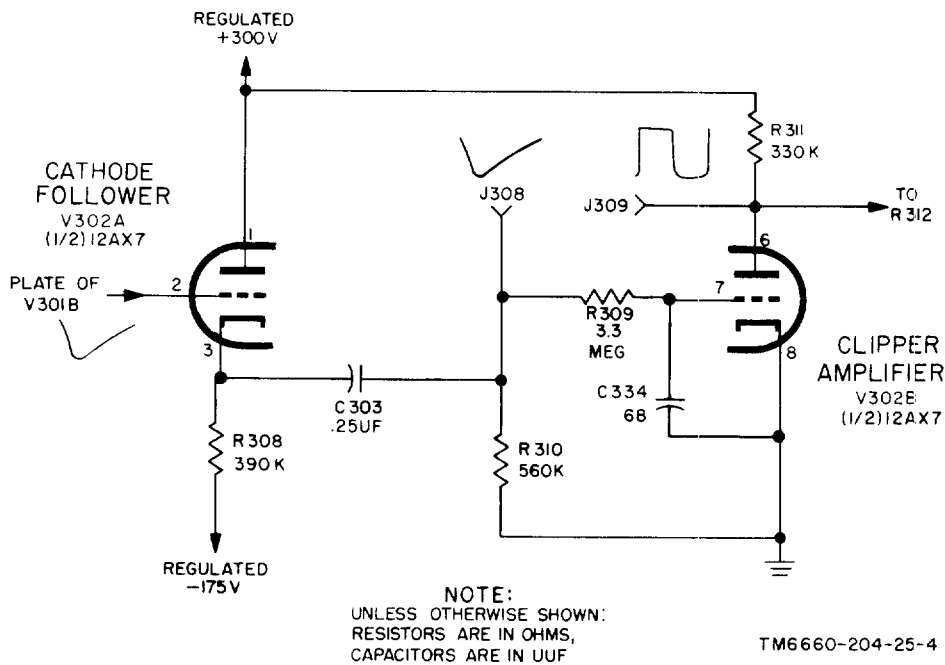 REGULATED
+300V
R311
330K
CATHODE
FOLLOWER
V302A
(1/2)12AX7
J308
J309
TO
R312
1
6
PLATE OF
V301B
2
7
R309
3.3
MEG
3
8
CLIPPER
AMPLIFIER
V302B
(1/2)12AX7
C303
.25UF
C334
68
R308
390K
R310
560K
REGULATED
-175V
NOTE:
UNLESS OTHERWISE SHOWN:
RESISTORS ARE IN OHMS,
CAPACITORS ARE IN UUF
TM6660-204-25-4